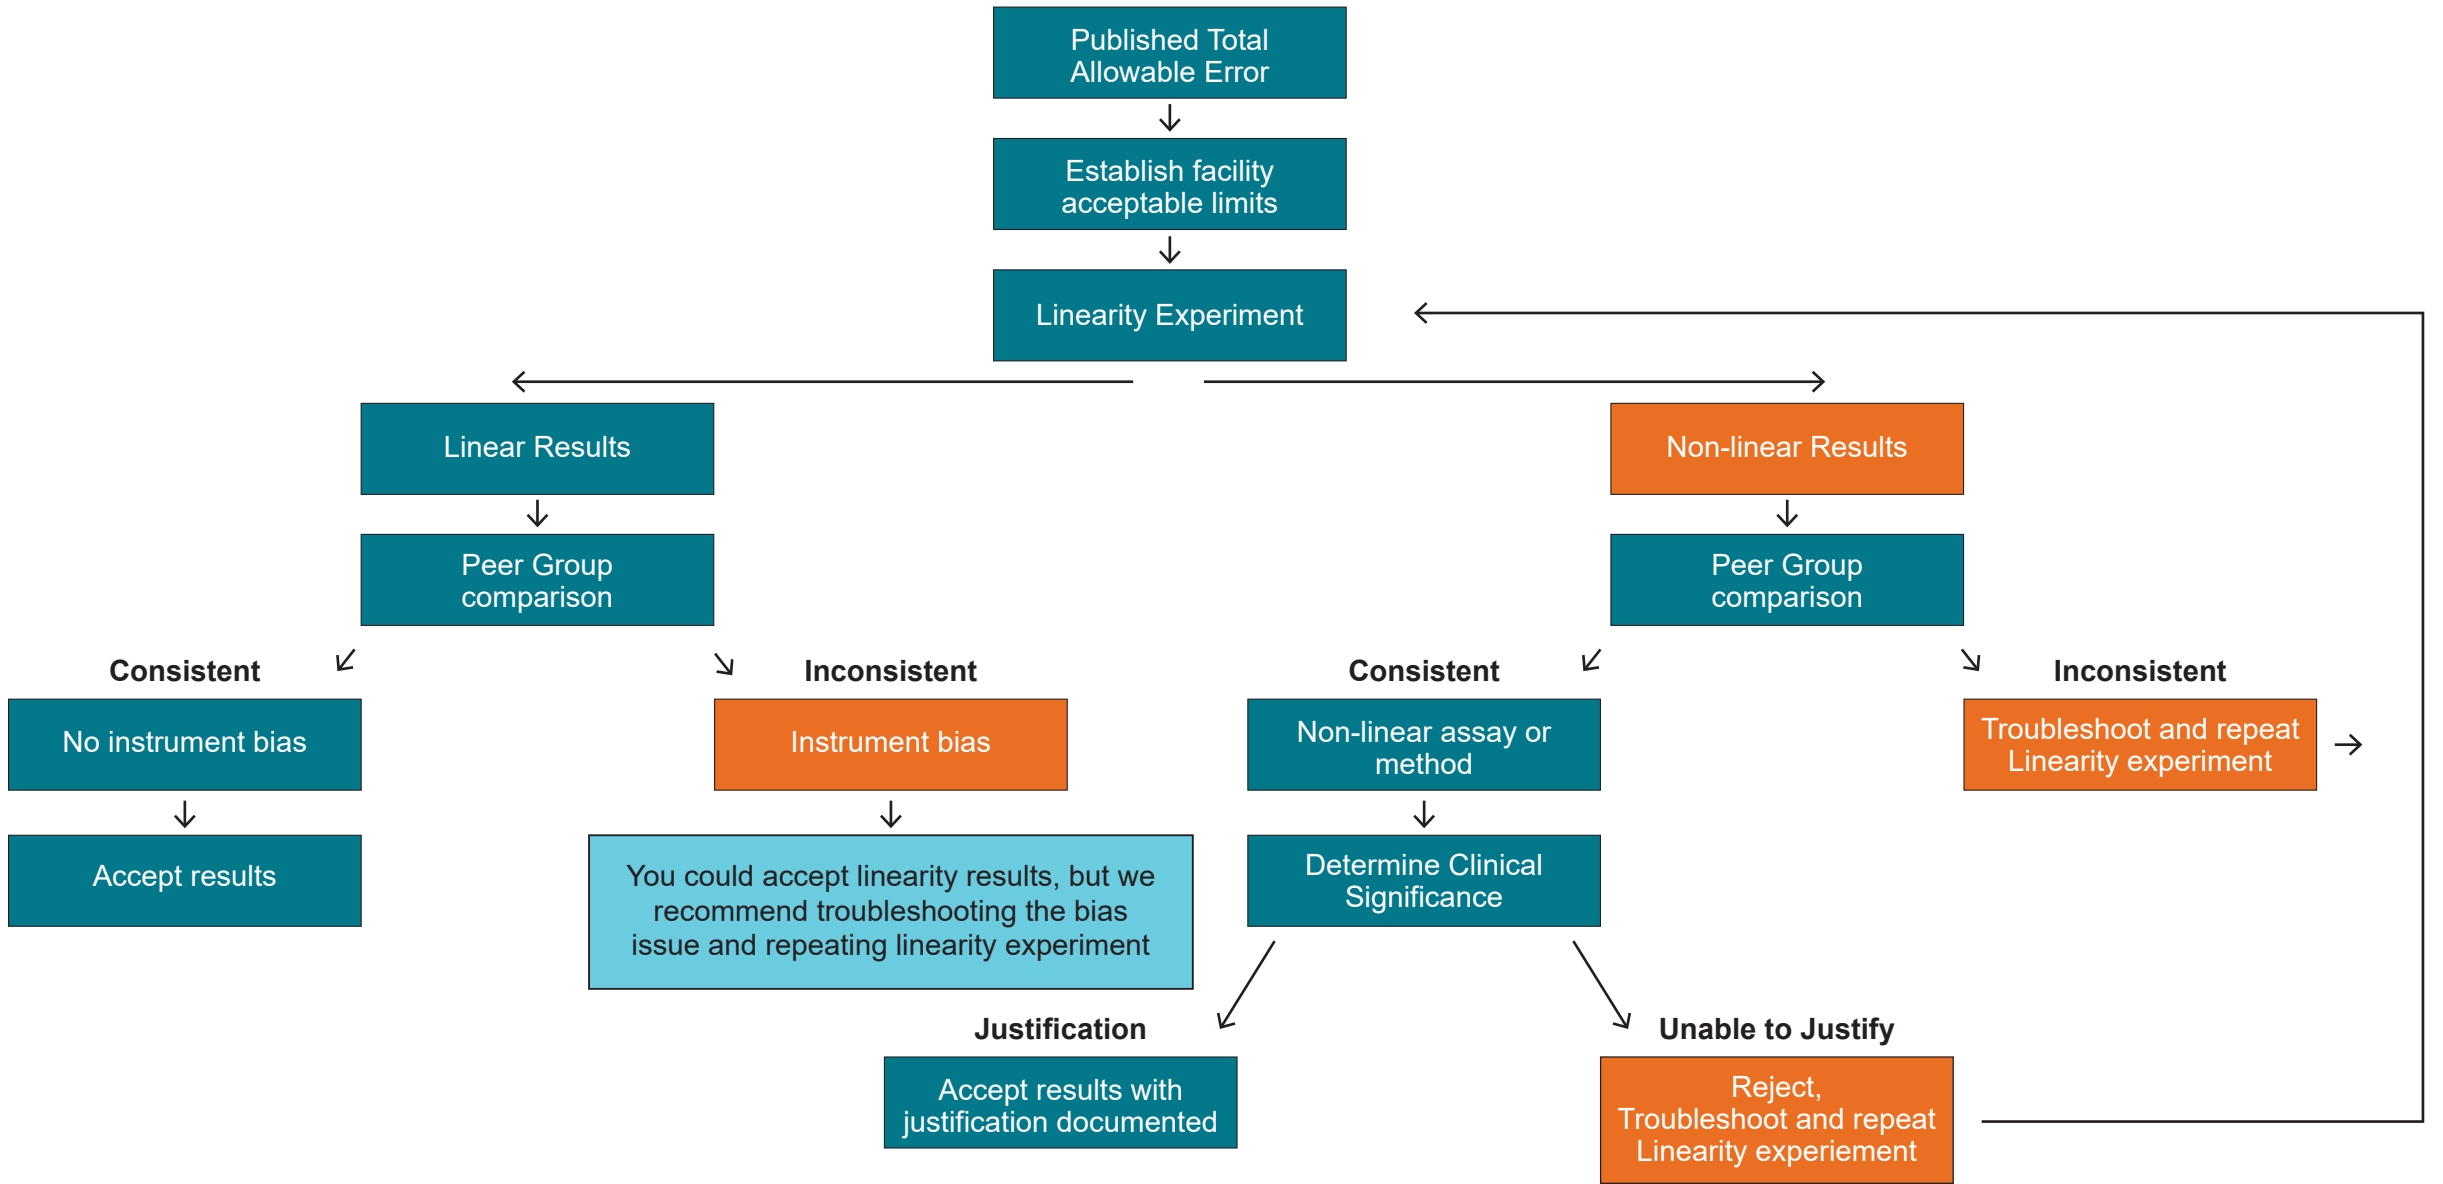 Published Total
Allowable Error
Establish facility
acceptable limits
Linearity Experiment
Linear Results
Non-linear Results
Peer Group
comparison
Peer Group
comparison
Consistent
Inconsistent
Consistent
Inconsistent
No instrument bias
Instrument bias
Non-linear assay or
method
Troubleshoot and repeat
Linearity experiment
Accept results
You could accept linearity results, but we
recommend troubleshooting the bias
issue and repeating linearity experiment
Determine Clinical
Significance
Justification
Unable to Justify
Accept results with
justification documented
Reject,
Troubleshoot and repeat
Linearity experiement